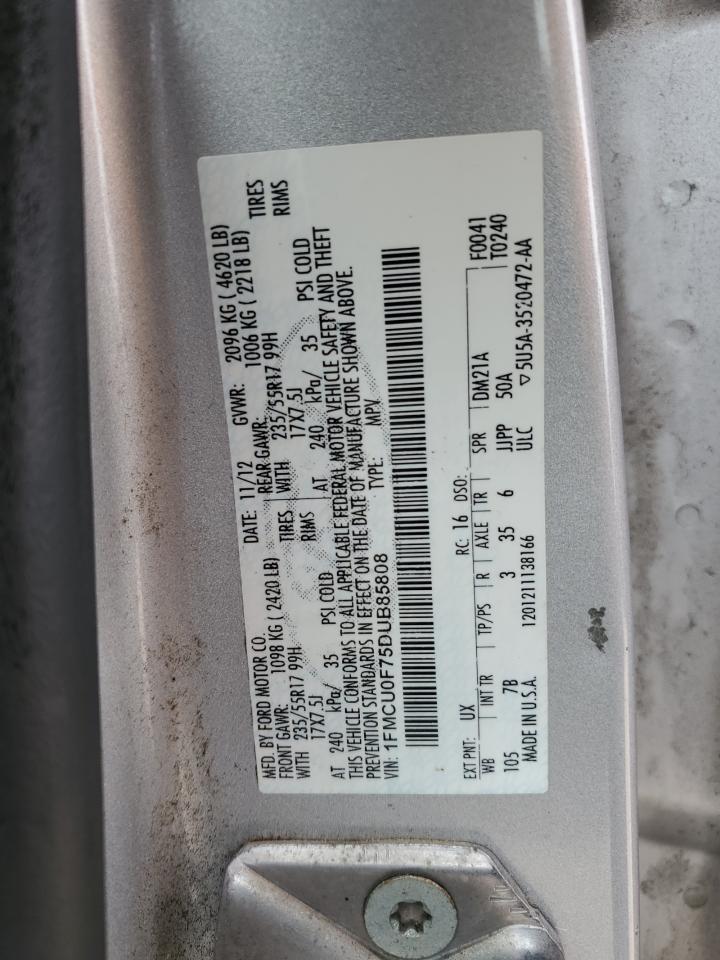 MFD. BY FORD MOTOR CO. DATE: 11/12 GVWR: 2096 KG ( 4620 LB)
FRONT GAWR: 1098 KG ( 2420 LB) REAR GAWR: 1006 KG ( 2218 LB)
WITH 235/55R17 99H TIRES WITH 235/55R17 99H TIRES
17X7.5J RIMS 17X7.5J RIMS
AT 240 kPa/ 35 PSI COLD AT 240 kPa/ 35 PSI COLD
THIS VEHICLE CONFORMS TO ALL APPLICABLE FEDERAL MOTOR VEHICLE SAFETY AND THEFT
PREVENTION STANDARDS IN EFFECT ON THE DATE OF MANUFACTURE SHOWN ABOVE.
VIN: 1FMCU0F75DUB85808 TYPE: MPV
EXT PNT: UX RC: 16 DSO: F0041
WB INT TR TP/PS R AXLE TR SPR DM21A T0240
105 7B 3 35 6 JJPP 50A
MADE IN U.S.A. 1201211138166 ULC ▽5U5A-3520472-AA